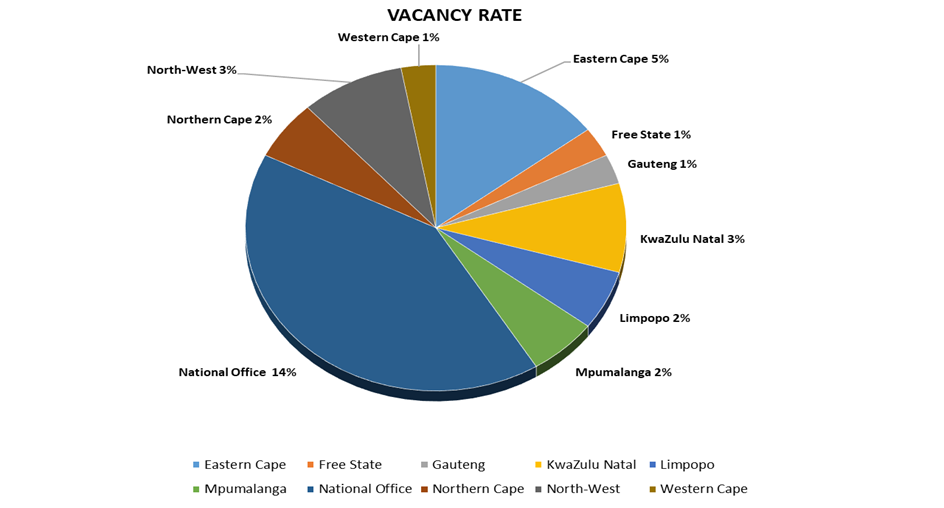 VACANCY RATE
Western Cape 1%
Eastern Cape 5%
North-West 3%
Northern Cape 2%
Free State 1%
Gauteng 1%
KwaZulu Natal 3%
Limpopo 2%
National Office 14%
Mpumalanga 2%
Eastern Cape Free State Gauteng KwaZulu Natal Limpopo
Mpumalanga National Office Northern Cape North-West Western Cape